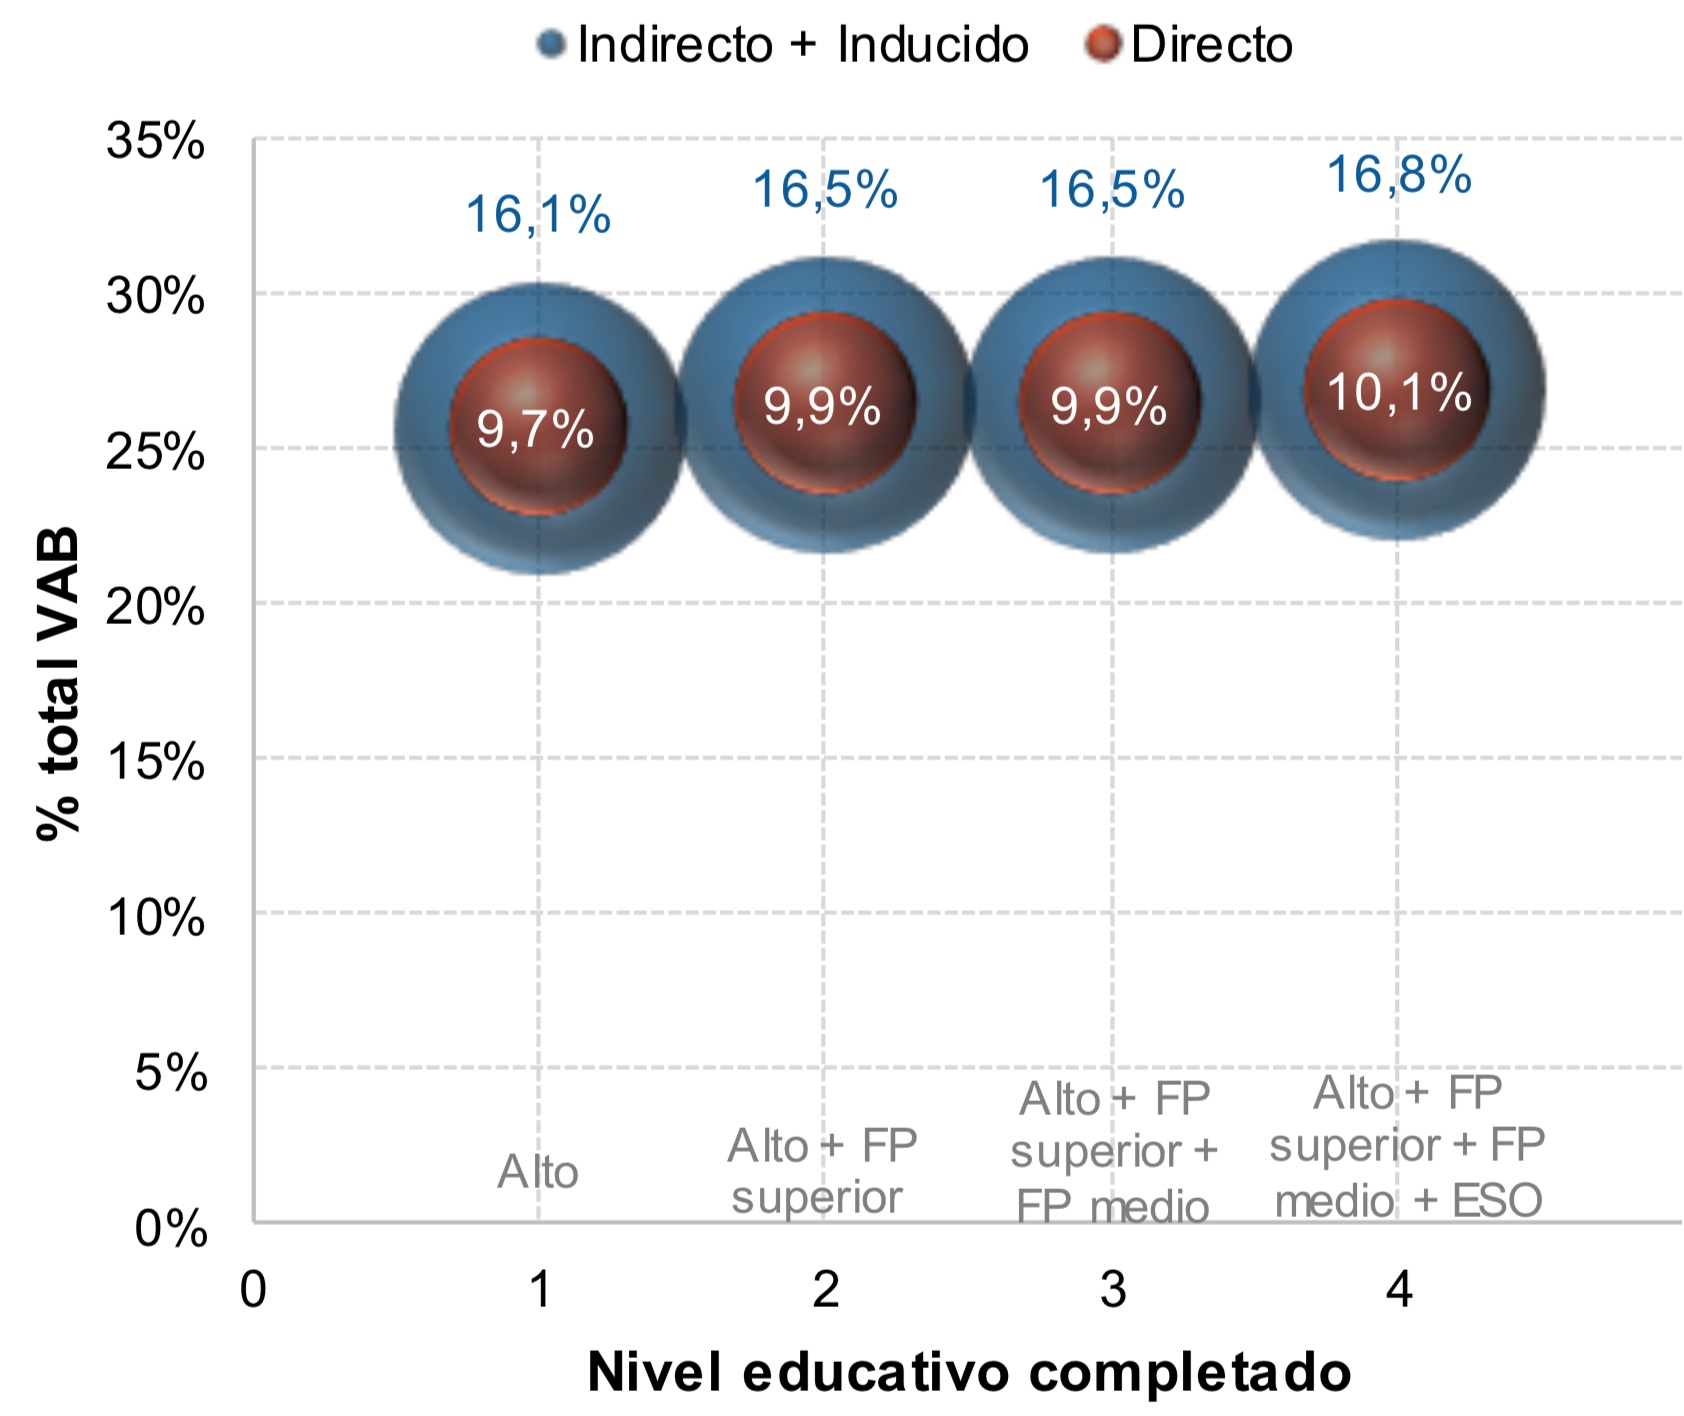 Indirecto + Inducido Directo
35%
30%
25%
20%
15%
10%
5%
0%
% total VAB
16,1%
16,5%
16,5%
16,8%
9,7%
9,9%
9,9%
10,1%
Alto
Alto + FP
superior
Alto + FP
superior +
FP medio
Alto + FP
superior + FP
medio + ESO
0 1 2 3 4
Nivel educativo completado